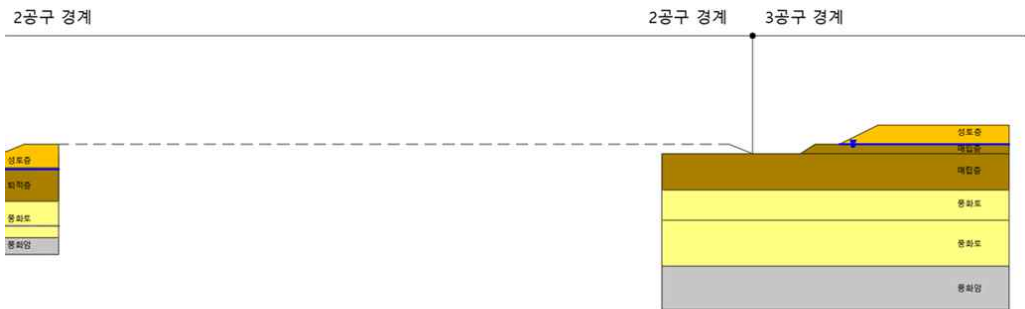 2공구 경계
2공구 경계
3공구 경계
성토층
퇴적층
풍화토
풍화암
성토층
매립층
매립층
풍화토
풍화토
풍화암